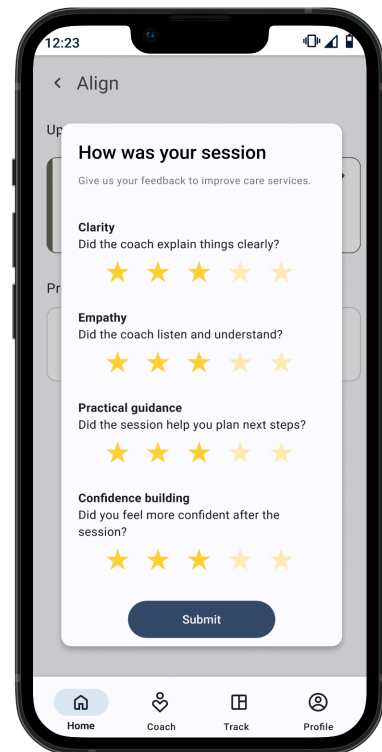 12:23
Align
Up
How was your session
Give us your feedback to improve care services.
Clarity
Did the coach explain things clearly?
Empathy
Did the coach listen and understand?
Pr
Practical guidance
Did the session help you plan next steps?
Confidence building
Did you feel more confident after the
session?
Submit
Home
Coach
Track
Profile